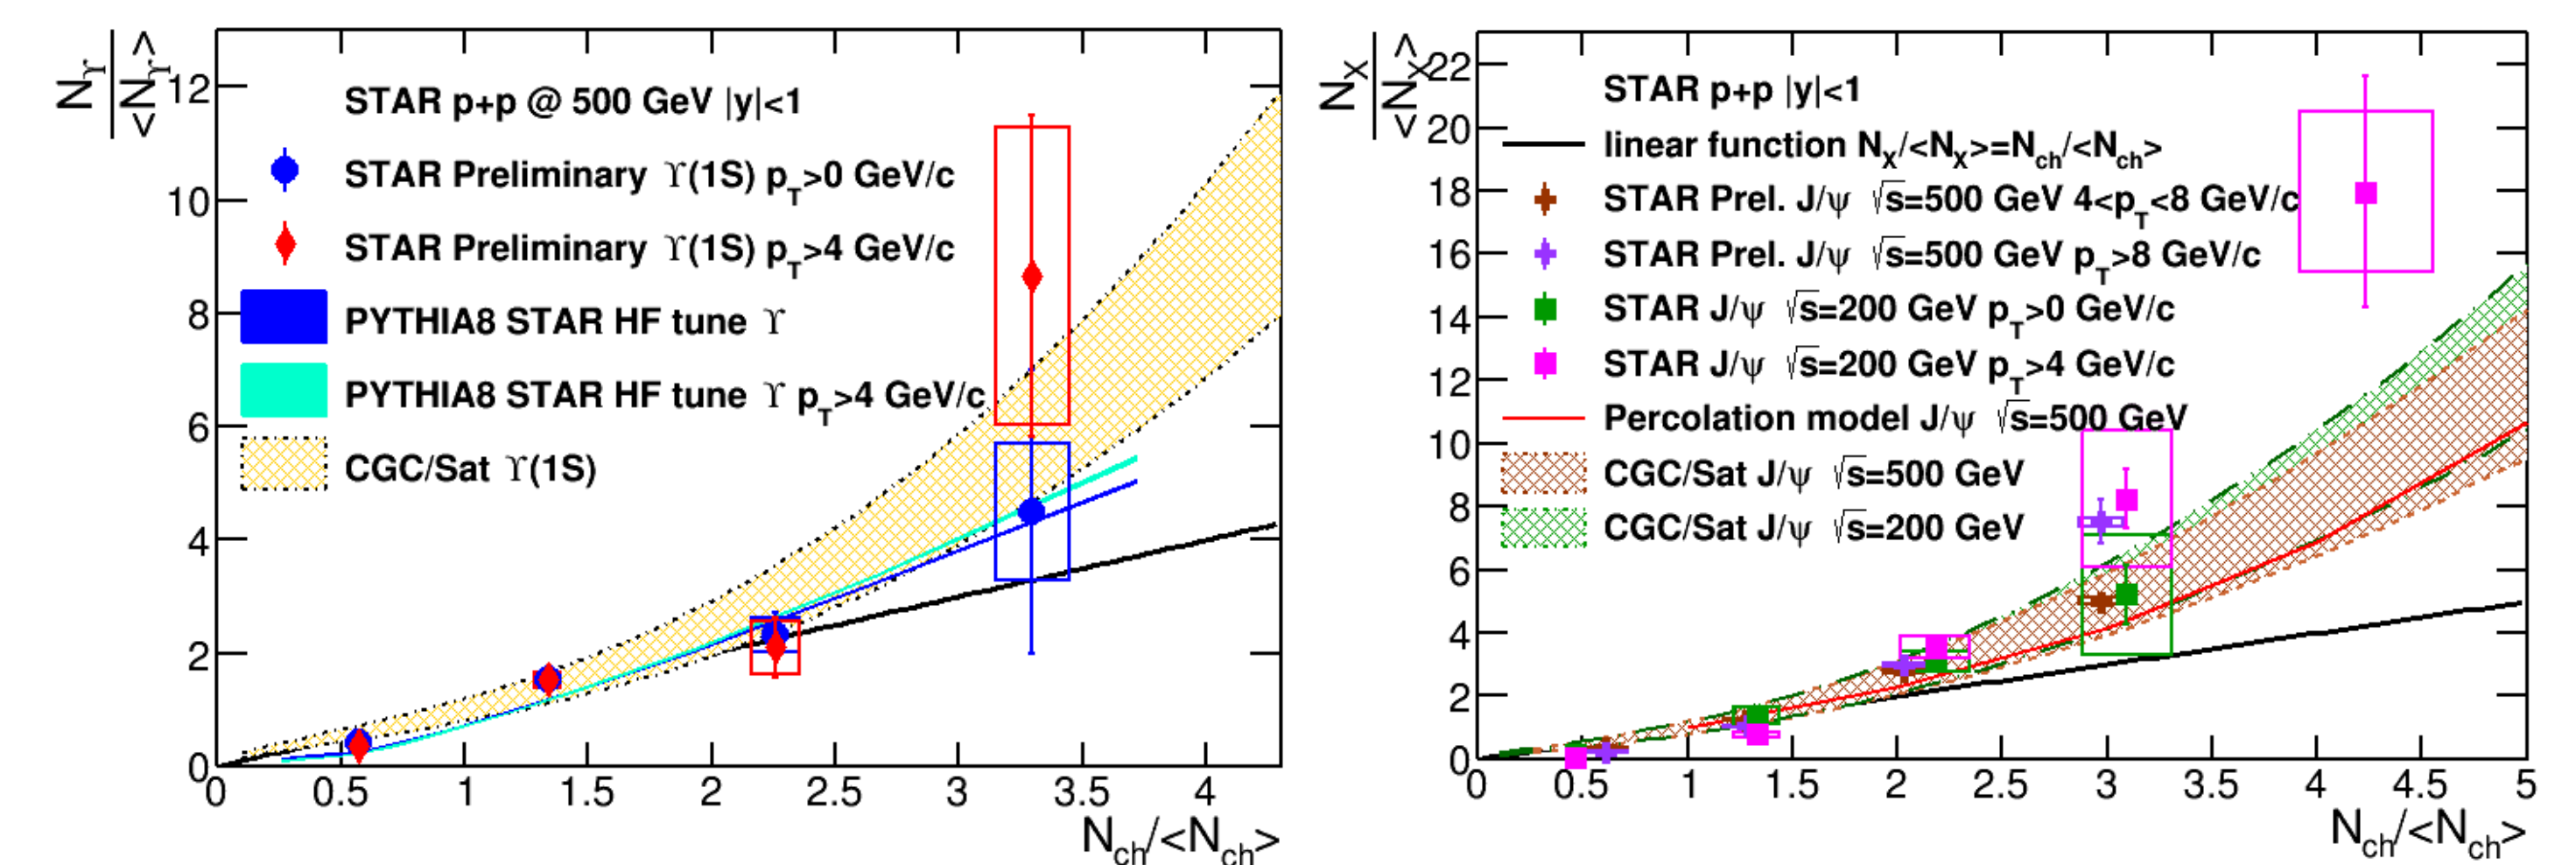 N_ϒ
<N_ϒ>
STAR p+p @ 500 GeV |y|<1
STAR Preliminary ϒ(1S) p_T>0 GeV/c
STAR Preliminary ϒ(1S) p_T>4 GeV/c
PYTHIA8 STAR HF tune ϒ
PYTHIA8 STAR HF tune ϒ p_T>4 GeV/c
CGC/Sat ϒ(1S)
12
10
8
6
4
2
0
0 0.5 1 1.5 2 2.5 3 3.5 4
N_ch/<N_ch>
N_X
<N_X>
STAR p+p |y|<1
linear function N_X/<N_X>=N_ch/<N_ch>
STAR Prel. J/ψ √s=500 GeV 4<p_T<8 GeV/c
STAR Prel. J/ψ √s=500 GeV p_T>8 GeV/c
STAR J/ψ √s=200 GeV p_T>0 GeV/c
STAR J/ψ √s=200 GeV p_T>4 GeV/c
Percolation model J/ψ √s=500 GeV
CGC/Sat J/ψ √s=500 GeV
CGC/Sat J/ψ √s=200 GeV
22
20
18
16
14
12
10
8
6
4
2
0
0 0.5 1 1.5 2 2.5 3 3.5 4 4.5 5
N_ch/<N_ch>